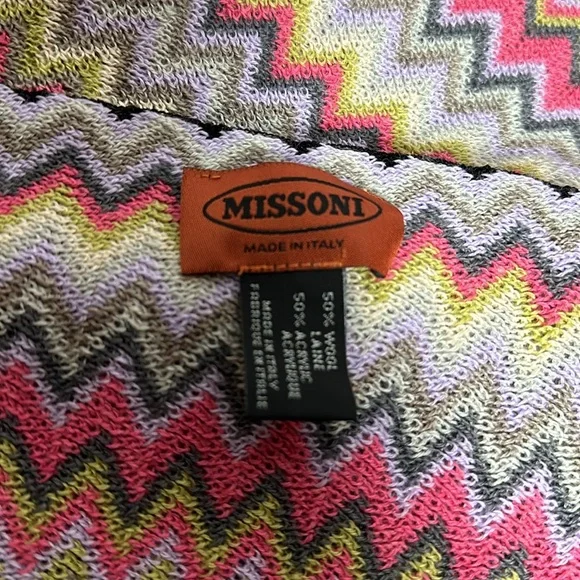 MISSONI
MADE IN ITALY
50% WOOL
LAINE
50% ACRYLIC
ACRYLIQUE
MADE IN ITALY
FABRIQUE EN ITALIE